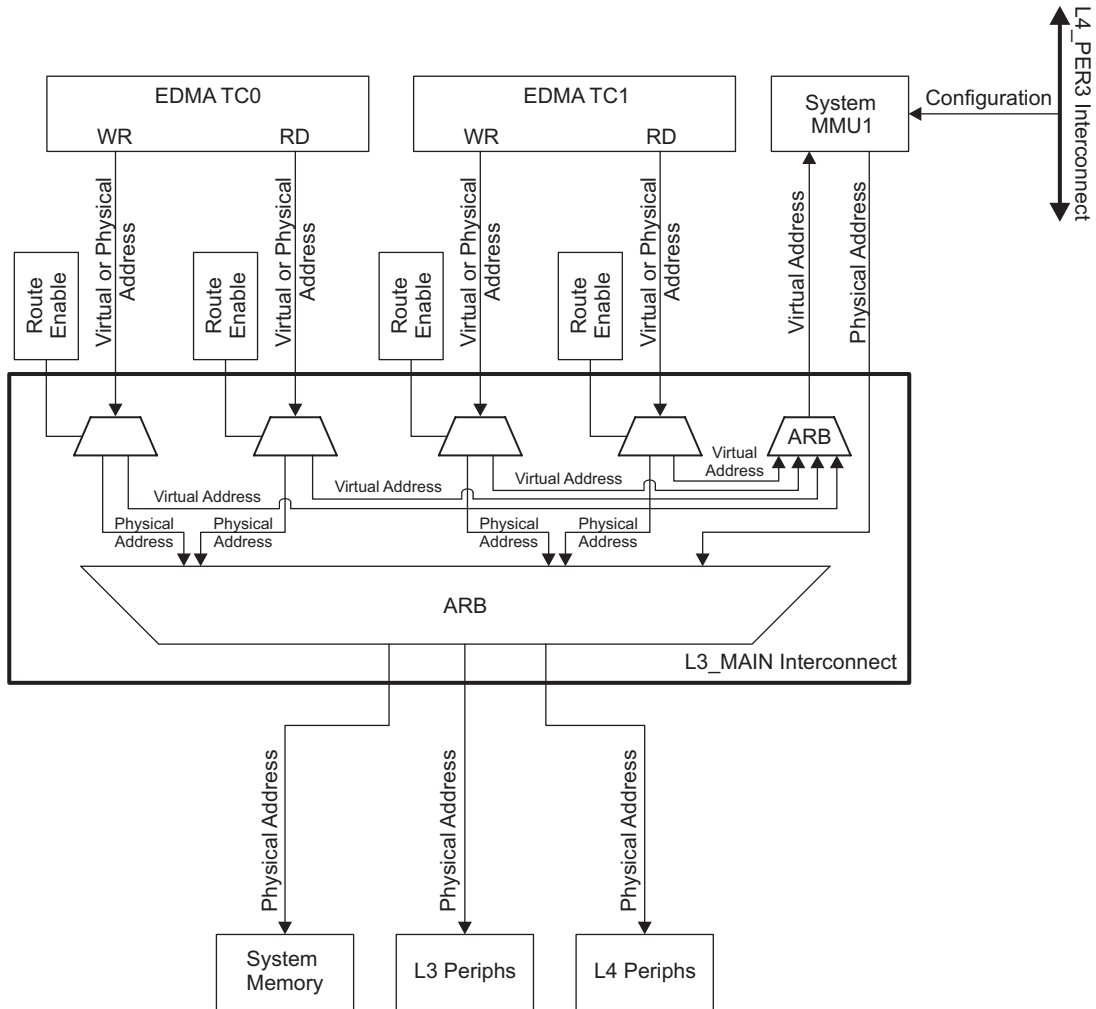 L4_PER3 Interconnect
EDMA TC0
WR
RD
EDMA TC1
WR
RD
System
MMU1
Configuration
Route
Enable
Virtual or Physical
Address
Route
Enable
Virtual or Physical
Address
Route
Enable
Virtual or Physical
Address
Route
Enable
Virtual or Physical
Address
Virtual Address
Physical Address
ARB
Virtual
Address
Virtual Address
Virtual Address
Virtual Address
Physical
Address
Physical
Address
Physical
Address
Physical
Address
ARB
L3_MAIN Interconnect
Physical Address
Physical Address
Physical Address
System
Memory
L3 Periphs
L4 Periphs